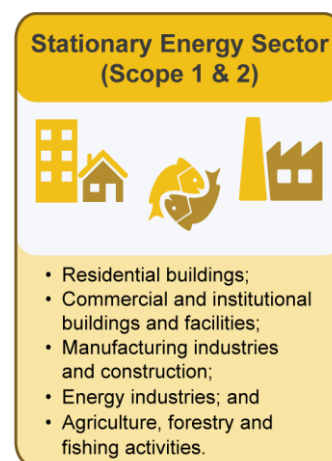 Stationary Energy Sector
(Scope 1 & 2)
• Residential buildings;
• Commercial and institutional
buildings and facilities;
• Manufacturing industries
and construction;
• Energy industries; and
• Agriculture, forestry and
fishing activities.